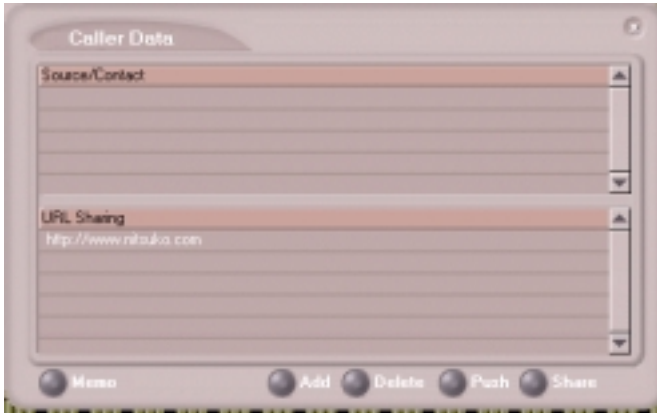 Caller Data
Source/Contact
URL Sharing
http://www.nitsuko.com
Memo Add Delete Push Share